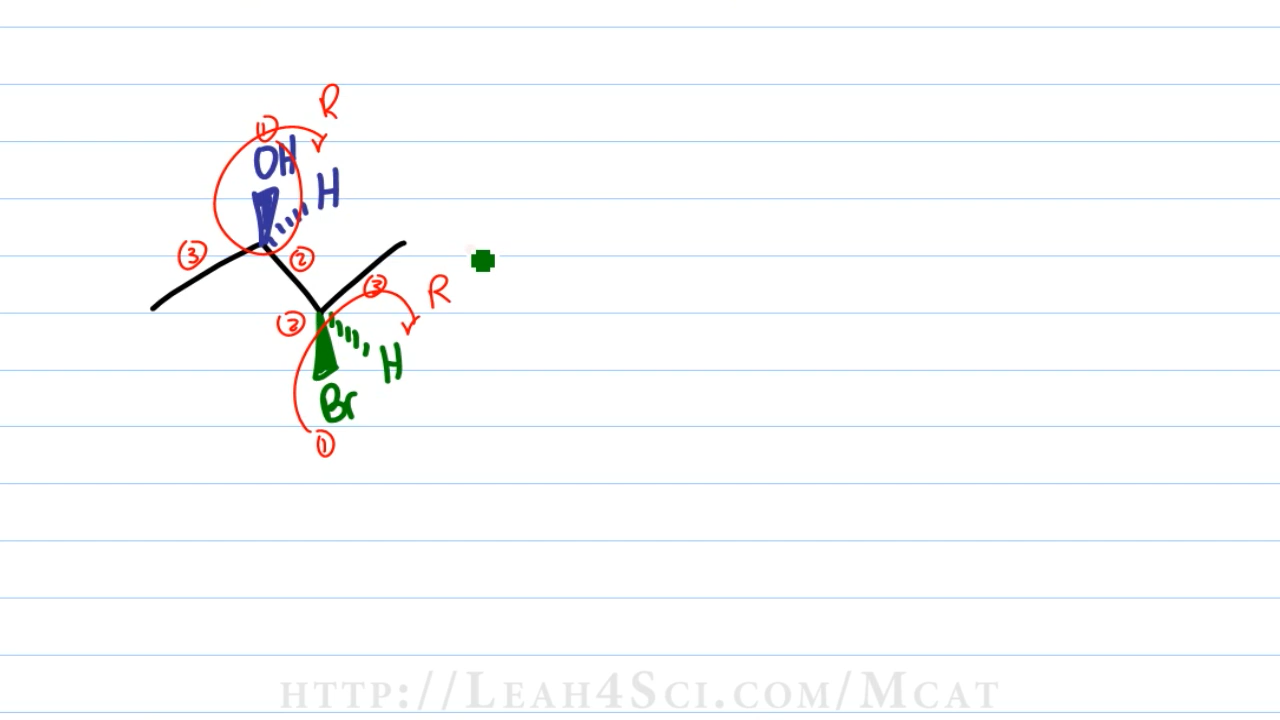 R
①
OH
H
③
②
③
R
②
H
Br
①
HTTP://LEAH4SCI.COM/MCAT